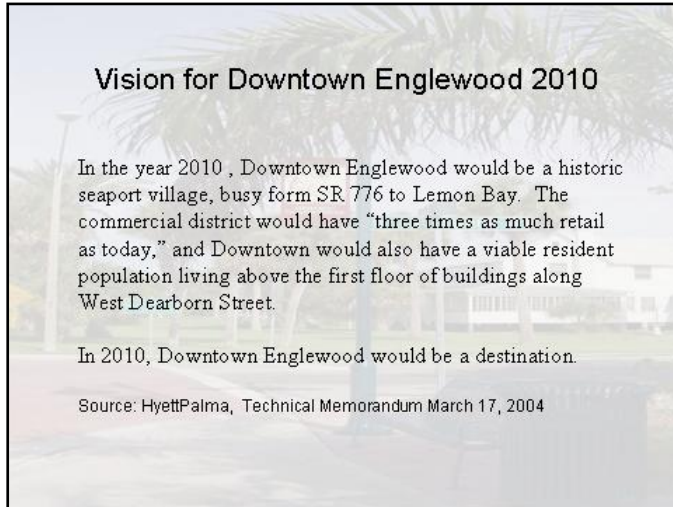 Vision for Downtown Englewood 2010
In the year 2010 , Downtown Englewood would be a historic
seaport village, busy form SR 776 to Lemon Bay. The
commercial district would have “three times as much retail
as today,” and Downtown would also have a viable resident
population living above the first floor of buildings along
West Dearborn Street.
In 2010, Downtown Englewood would be a destination.
Source: HyettPalma, Technical Memorandum March 17, 2004